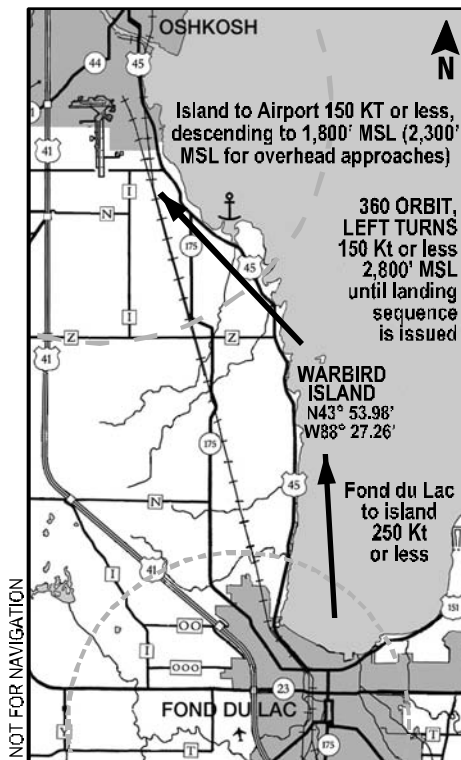 OSHKOSH
44
45
N
41
Island to Airport 150 KT or less,
descending to 1,800' MSL (2,300'
MSL for overhead approaches)
41
I
N
175
I
45
360 ORBIT,
LEFT TURNS
150 Kt or less
2,800' MSL
until landing
sequence
is issued
Z
Z
41
WARBIRD
ISLAND
N43° 53.98'
W88° 27.26'
175
45
N
Fond du Lac
to island
250 Kt
or less
41
I
OO
OOO
151
23
FOND DU LAC
Y
T
175
T
NOT FOR NAVIGATION